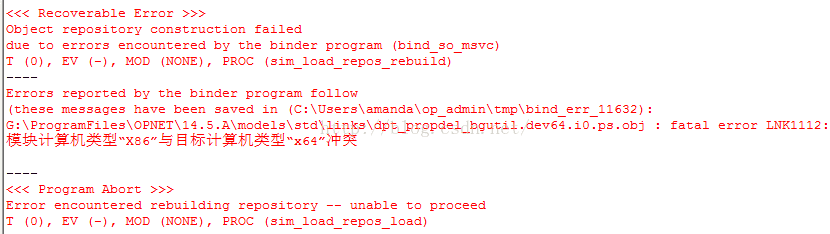 <<< Recoverable Error >>>
Object repository construction failed
due to errors encountered by the binder program (bind_so_msvc)
T (0), EV (-), MOD (NONE), PROC (sim_load_repos_rebuild)
----
Errors reported by the binder program follow
(these messages have been saved in (C:\Users\amanda\op_admin\tmp\bind_err_11632):
G:\ProgramFiles\OPNET\14.5.A\models\std\links\dpt_propdel_bgutil.dev64.i0.ps.obj : fatal error LNK1112:
模块计算机类型“X86”与目标计算机类型“x64”冲突
----
<<< Program Abort >>>
Error encountered rebuilding repository -- unable to proceed
T (0), EV (-), MOD (NONE), PROC (sim_load_repos_load)